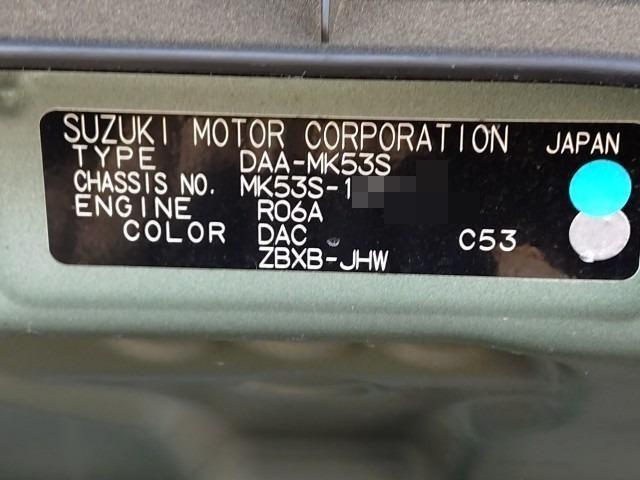 SUZUKI MOTOR CORPORATION JAPAN
TYPE DAA-MK53S
CHASSIS NO. MK53S-1
ENGINE R06A
COLOR DAC C53
ZBXB-JHW